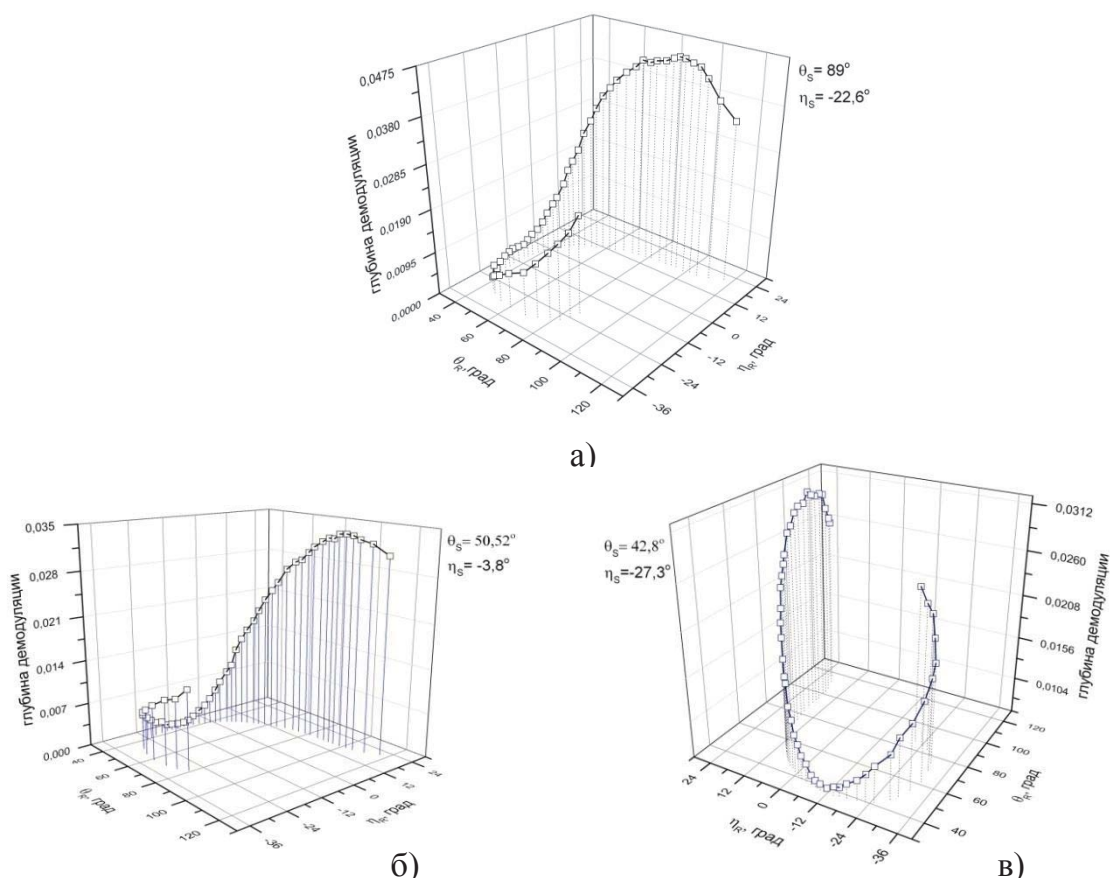 0,0475
0,0380
0,0285
0,0190
0,0095
0,0000
глубина демодуляции
40
60
80
100
120
θR, град
-36
-24
-12
0
12
24
ηR, град
θS= 89°
ηS= -22,6°
а)
0,035
0,028
0,021
0,014
0,007
0,000
глубина демодуляции
40
60
80
100
120
θR, град
-36
-24
-12
0
12
24
ηR, град
θS= 50,52°
ηS= -3,8°
б)
θS= 42,8°
ηS=-27,3°
0,0312
0,0260
0,0208
0,0156
0,0104
глубина демодуляции
24
12
0
-12
-24
-36
ηR, град
120
100
80
60
40
θR, град
в)